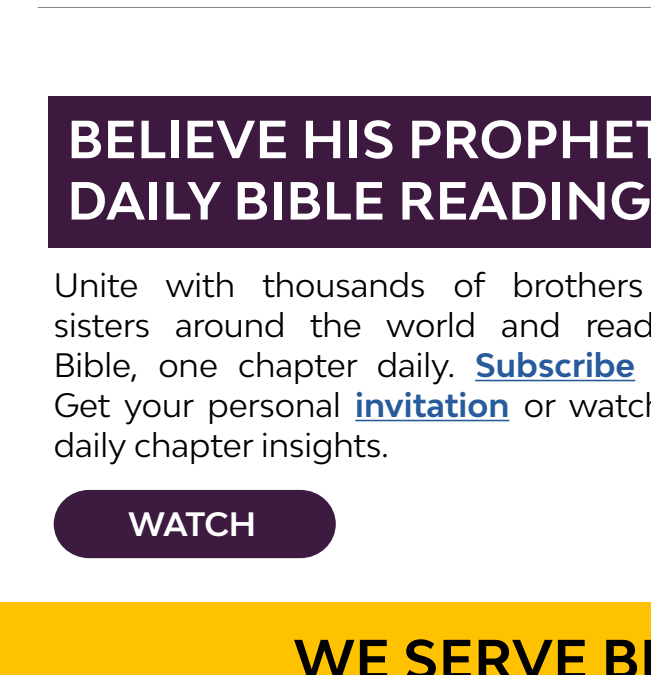 BELIEVE HIS PROPHET
DAILY BIBLE READING
Unite with thousands of brothers
sisters around the world and read
Bible, one chapter daily. Subscribe
Get your personal invitation or watch
daily chapter insights.
WATCH
WE SERVE